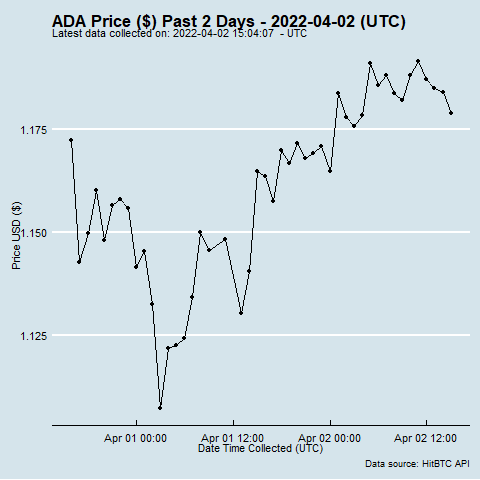 ADA Price ($) Past 2 Days - 2022-04-02 (UTC)
Latest data collected on: 2022-04-02 15:04:07 - UTC
1.175
1.150
1.125
Price USD ($)
Apr 01 00:00 Apr 01 12:00 Apr 02 00:00 Apr 02 12:00
Date Time Collected (UTC)
Data source: HitBTC API